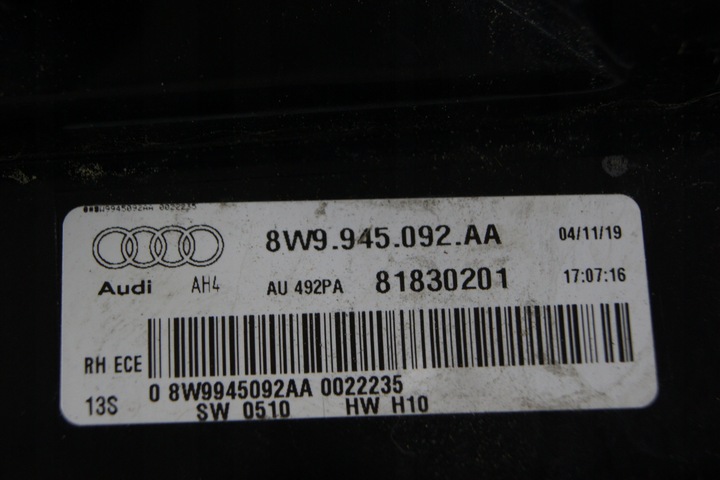 8W9945092AA 0022235
8W9.945.092.AA 04/11/19
Audi AH4 AU 492PA 81830201 17:07:16
RH ECE
0 8W9945092AA 0022235
13S SW 0510 HW H10